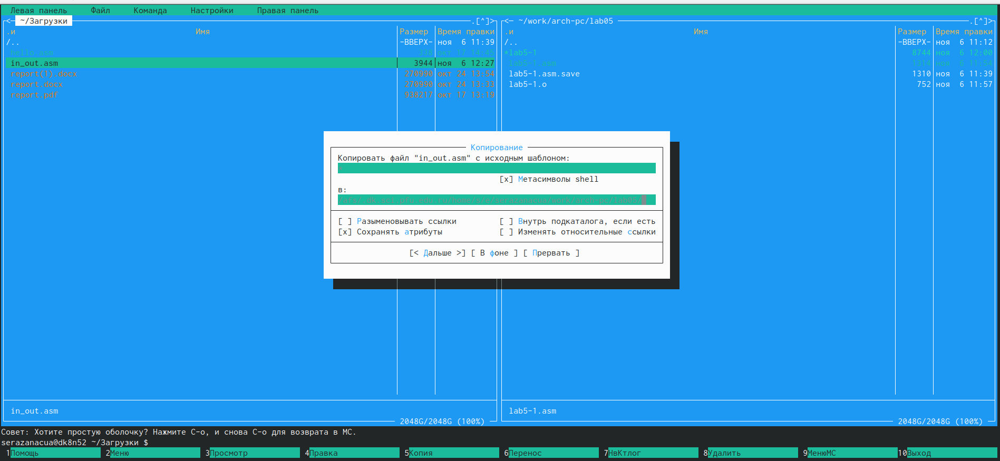 Левая панель Файл Команда Настройки Правая панель
<─ ~/Загрузки .[^]> <─ ~/work/arch-pc/lab05 .[^]>
.и Имя Размер Время правки .и Имя Размер Время правки
/.. -ВВЕРХ- ноя 6 11:39 /.. -ВВЕРХ- ноя 6 11:12
hello.asm 338 окт 17 14:45 *lab5-1 8744 ноя 6 12:00
in_out.asm 3944 ноя 6 12:27 lab5-1.asm 1314 ноя 6 11:54
report(1).docx 270990 окт 24 13:54 lab5-1.asm.save 1310 ноя 6 11:39
report.docx 270990 окт 24 13:33 lab5-1.o 752 ноя 6 11:57
report.pdf 938217 окт 17 13:19
Копирование
Копировать файл "in_out.asm" с исходным шаблоном:
*
[x] Метасимволы shell
в:
/afs/.dk.sci.pfu.edu.ru/home/s/e/serazanacua/work/arch-pc/lab05/
[ ] Разыменовывать ссылки [ ] Внутрь подкаталога, если есть
[x] Сохранять атрибуты [ ] Изменять относительные ссылки
[< Дальше >] [ В фоне ] [ Прервать ]
in_out.asm lab5-1.asm
2048G/2048G (100%) 2048G/2048G (100%)
Совет: Хотите простую оболочку? Нажмите C-o, и снова C-o для возврата в MC.
serazanacua@dk8n52 ~/Загрузки $
1Помощь 2Меню 3Просмотр 4Правка 5Копия 6Перенос 7НвКтлог 8Удалить 9МенюMC 10Выход